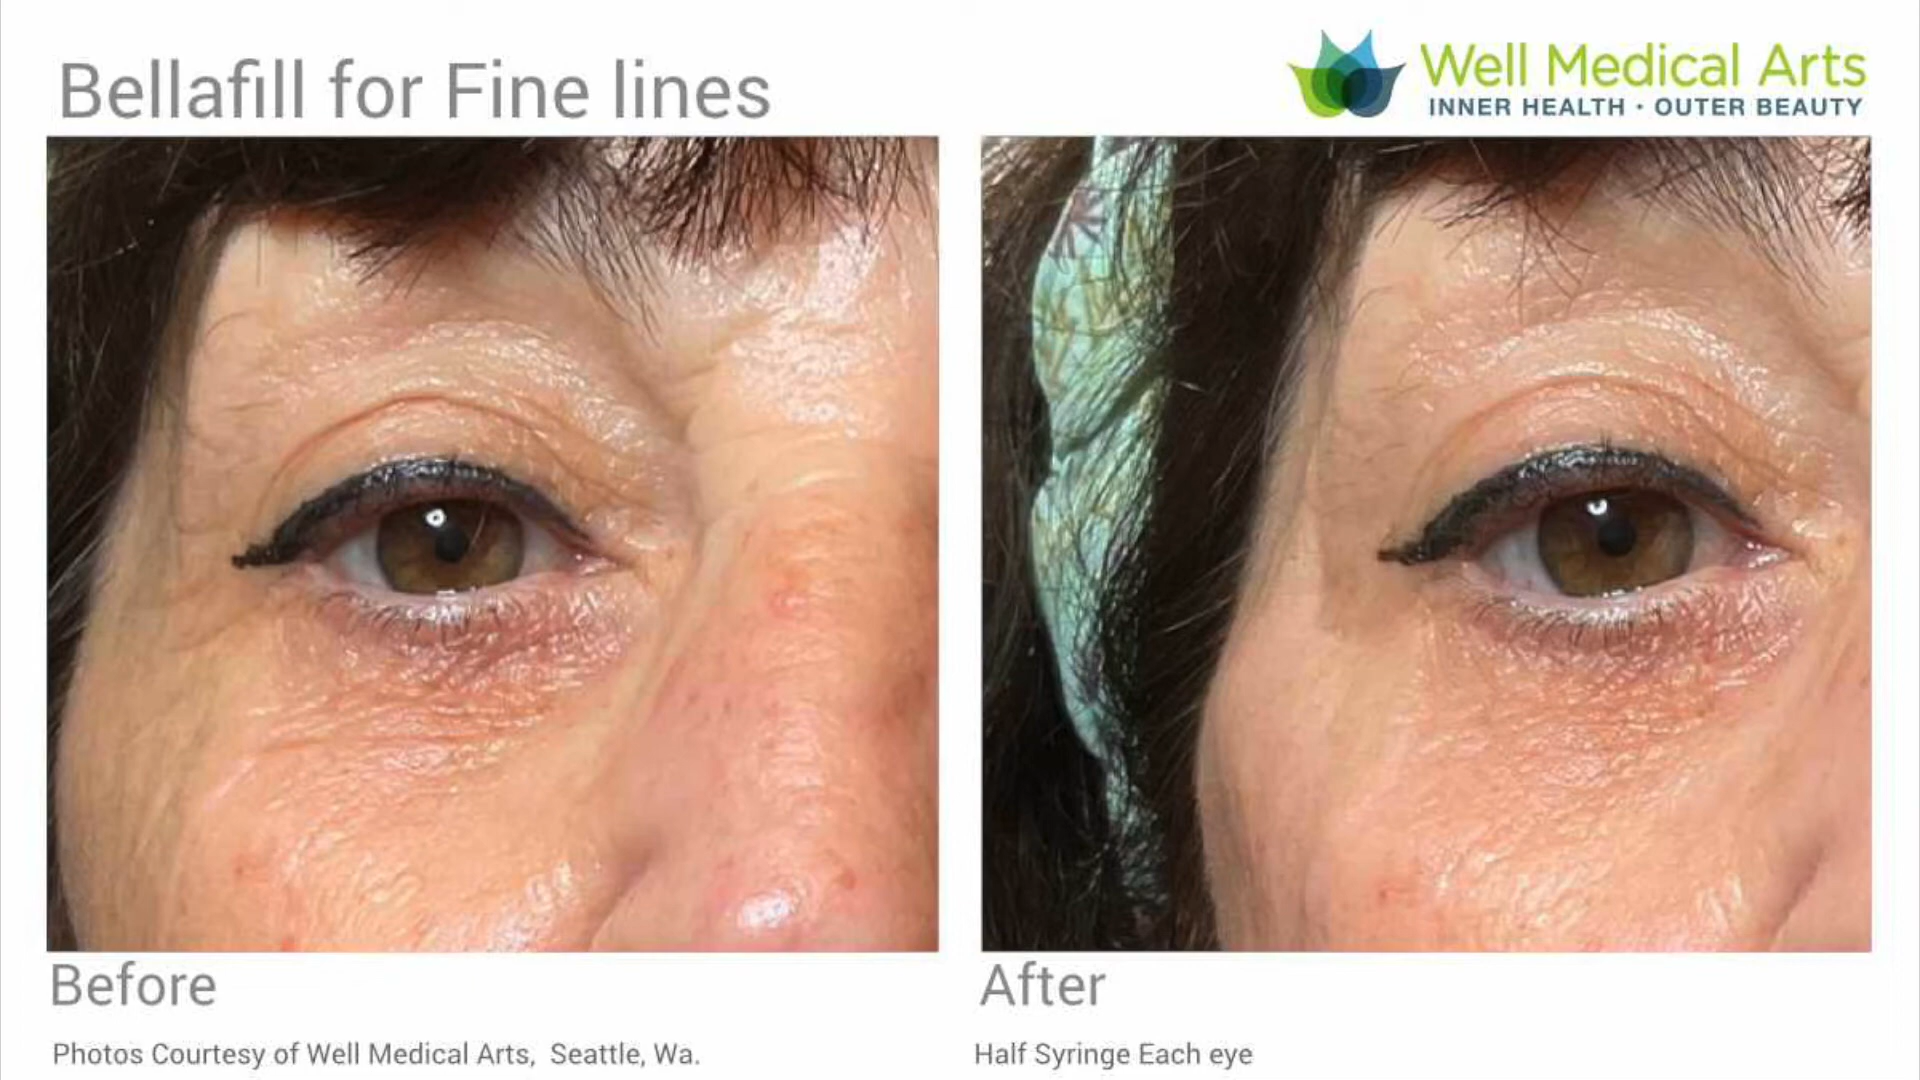 Bellafill for Fine lines
Well Medical Arts
INNER HEALTH • OUTER BEAUTY
Before
After
Photos Courtesy of Well Medical Arts, Seattle, Wa.
Half Syringe Each eye